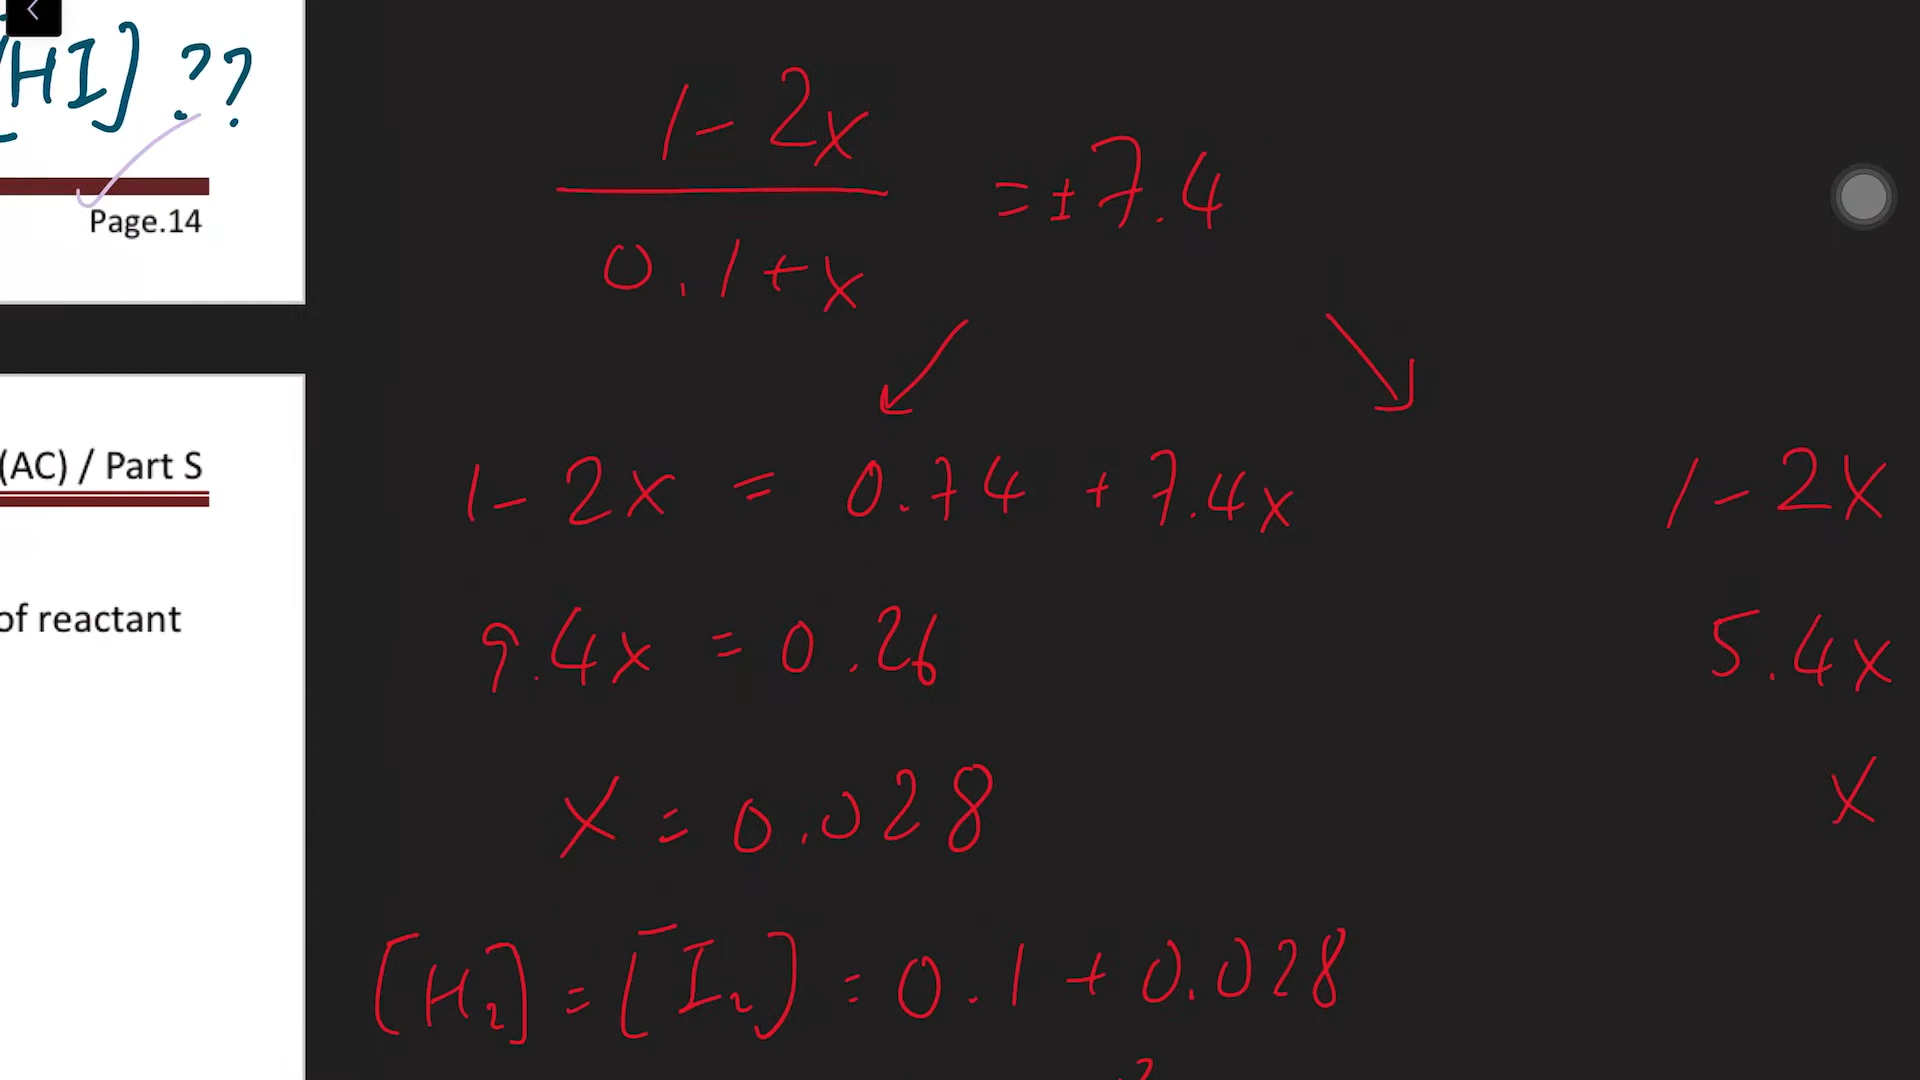 [HI] ??
Page.14
(AC) / Part S
of reactant
1 - 2x
0.1 + x
= ± 7.4
1 - 2x = 0.74 + 7.4x
9.4x = 0.26
x = 0.028
[H₂] = [I₂] = 0.1 + 0.028
1 - 2x
5.4x
x